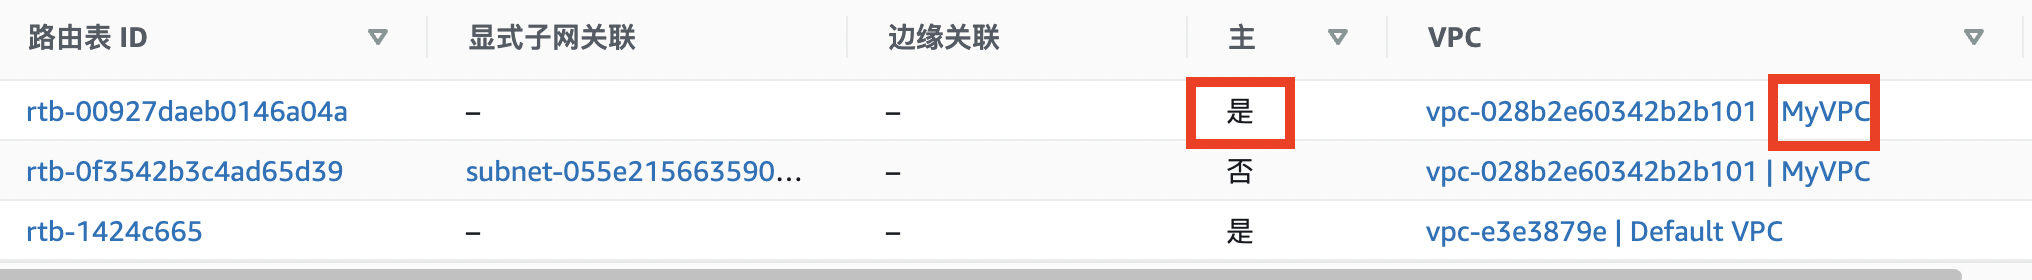 路由表 ID 显式子网关联 边缘关联 主 VPC
rtb-00927daeb0146a04a – – 是 vpc-028b2e60342b2b101 MyVPC
rtb-0f3542b3c4ad65d39 subnet-055e215663590... – 否 vpc-028b2e60342b2b101 | MyVPC
rtb-1424c665 – – 是 vpc-e3e3879e | Default VPC